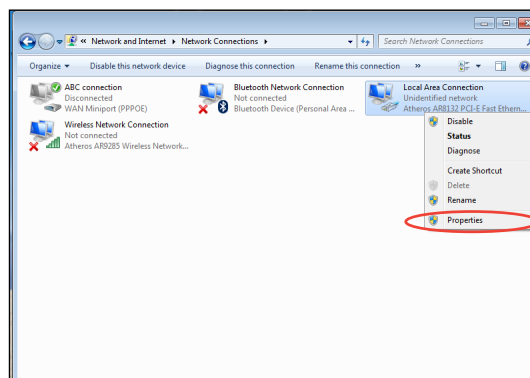 « Network and Internet ▸ Network Connections ▸
Search Network Connections
Organize ▾ Disable this network device Diagnose this connection Rename this connection »
ABC connection
Disconnected
WAN Miniport (PPPOE)
Bluetooth Network Connection
Not connected
Bluetooth Device (Personal Area ...
Local Area Connection
Unidentified network
Atheros AR8132 PCI-E Fast Ethern...
Wireless Network Connection
Not connected
Atheros AR9285 Wireless Network...
Disable
Status
Diagnose
Create Shortcut
Delete
Rename
Properties